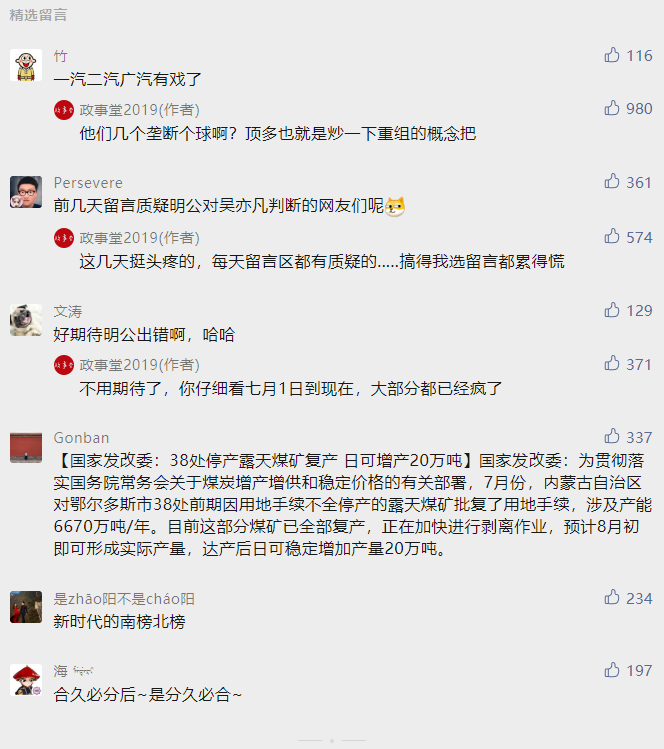 精选留言
竹
116
一汽二汽广汽有戏了
政事堂2019(作者)
980
他们几个垄断个球啊？顶多也就是炒一下重组的概念把
Persevere
361
前几天留言质疑明公对吴亦凡判断的网友们呢
政事堂2019(作者)
574
这几天挺头疼的，每天留言区都有质疑的.....搞得我选留言都累得慌
文涛
129
好期待明公出错啊，哈哈
政事堂2019(作者)
371
不用期待了，你仔细看七月1日到现在，大部分都已经疯了
Gonban
337
【国家发改委：38处停产露天煤矿复产 日可增产20万吨】国家发改委：为贯彻落
实国务院常务会关于煤炭增产增供和稳定价格的有关部署，7月份，内蒙古自治区
对鄂尔多斯市38处前期因用地手续不全停产的露天煤矿批复了用地手续，涉及产能
6670万吨/年。目前这部分煤矿已全部复产，正在加快进行剥离作业，预计8月初
即可形成实际产量，达产后日可稳定增加产量20万吨。
是zhāo阳不是cháo阳
234
新时代的南榜北榜
海
197
合久必分后~是分久必合~